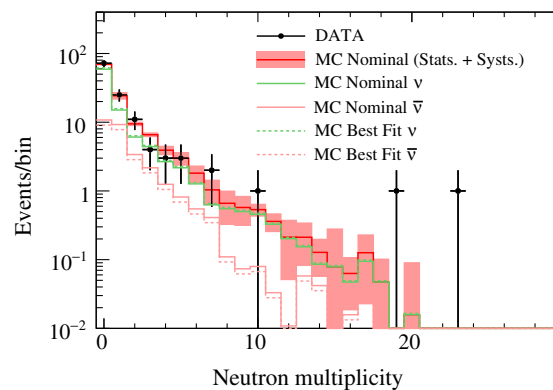 DATA
MC Nominal (Stats. + Systs.)
MC Nominal ν
MC Nominal ν̅
MC Best Fit ν
MC Best Fit ν̅
Events/bin
10²
10
1
10⁻¹
10⁻²
0 10 20
Neutron multiplicity